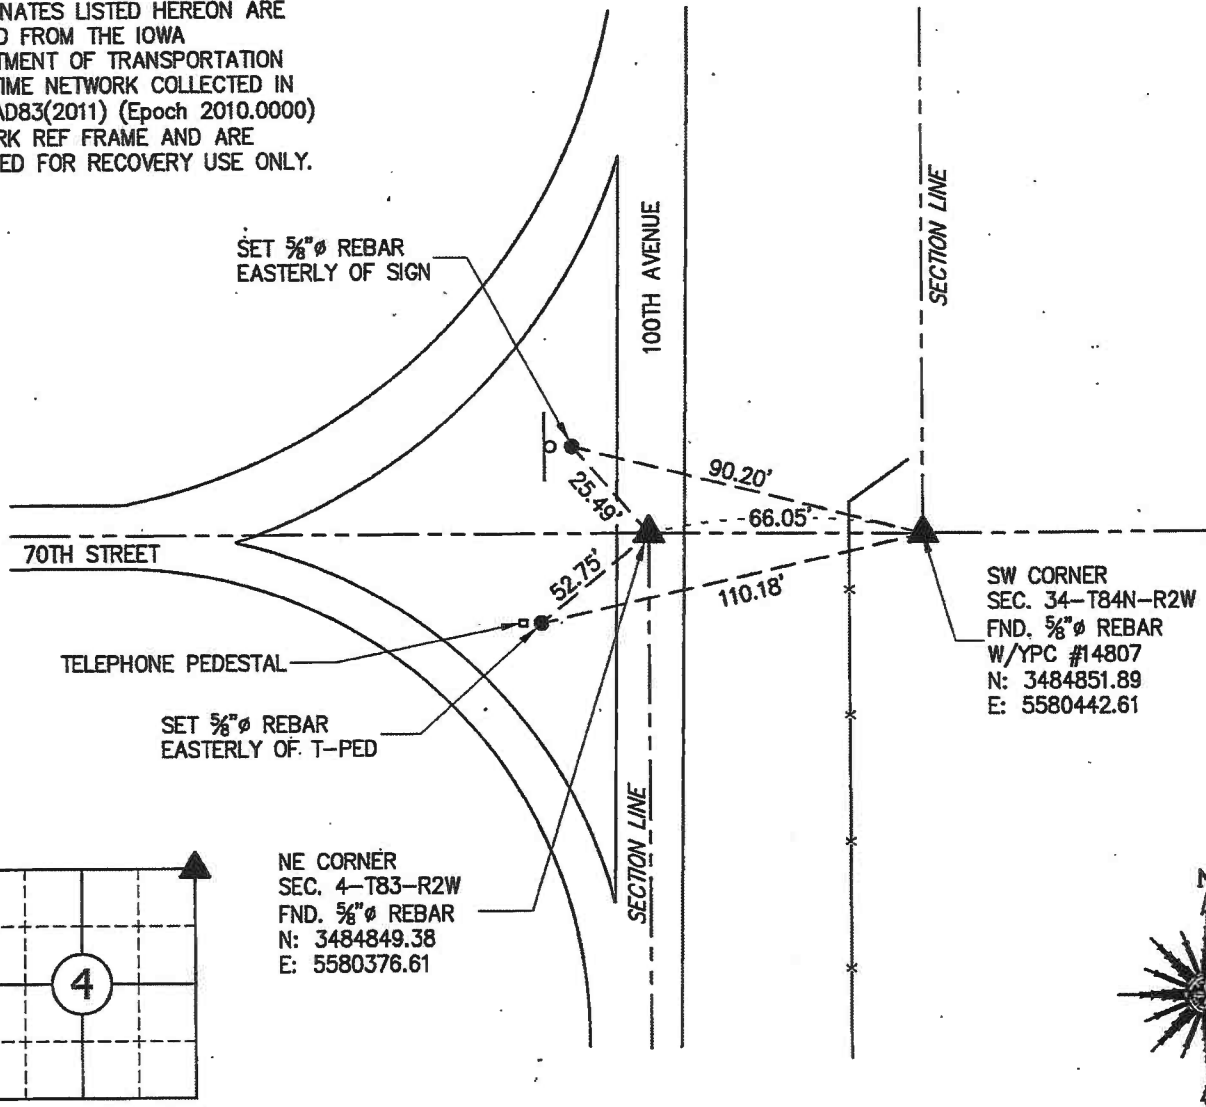 NATES LISTED HEREON ARE
D FROM THE IOWA
TMENT OF TRANSPORTATION
IME NETWORK COLLECTED IN
AD83(2011) (Epoch 2010.0000)
RK REF FRAME AND ARE
ED FOR RECOVERY USE ONLY.
SET 5/8"ø REBAR
EASTERLY OF SIGN
100TH AVENUE
SECTION LINE
90.20'
25.49'
66.05'
70TH STREET
52.75'
110.18'
SW CORNER
SEC. 34-T84N-R2W
FND. 5/8"ø REBAR
W/YPC #14807
N: 3484851.89
E: 5580442.61
TELEPHONE PEDESTAL
SET 5/8"ø REBAR
EASTERLY OF T-PED
SECTION LINE
NE CORNER
SEC. 4-T83-R2W
FND. 5/8"ø REBAR
N: 3484849.38
E: 5580376.61
4